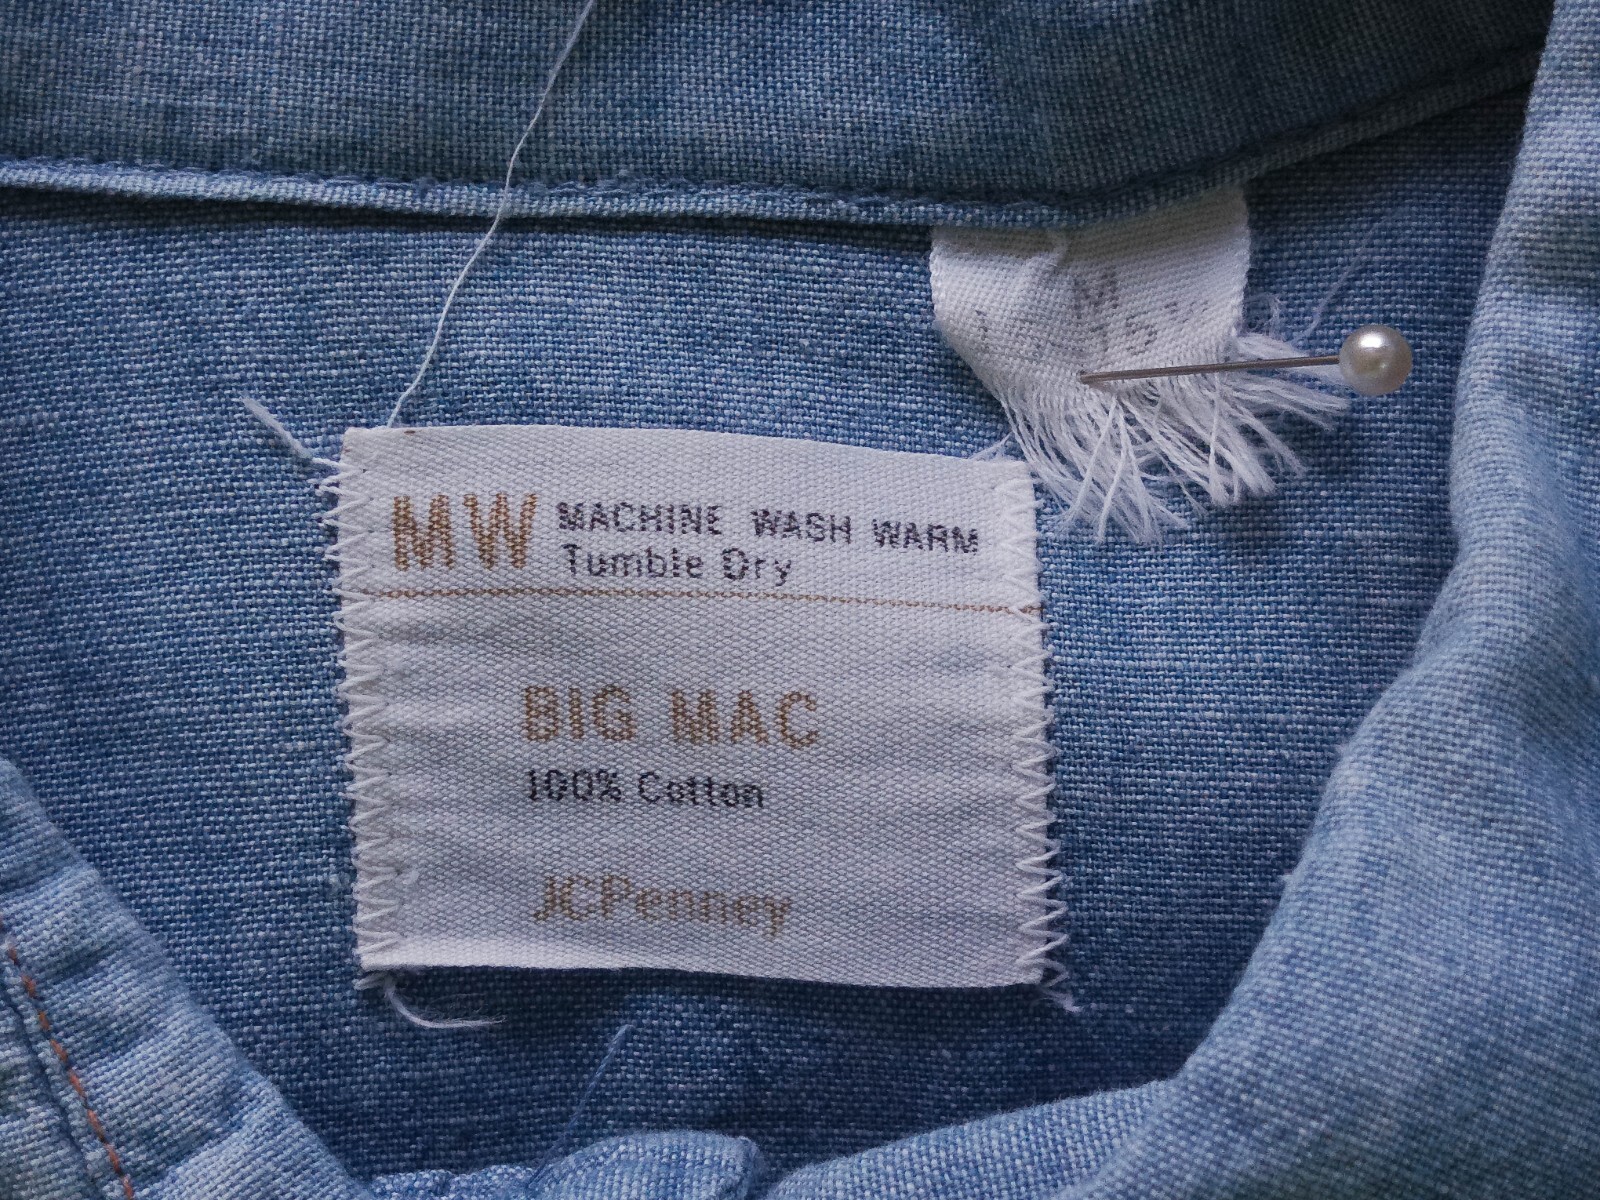 M
MW MACHINE WASH WARM
Tumble Dry
BIG MAC
100% Cotton
JCPenney